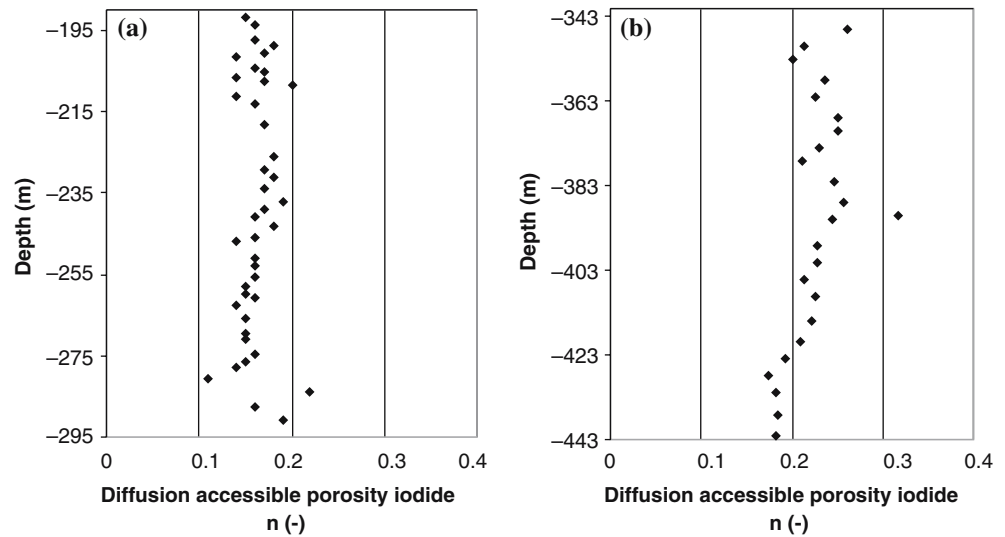 (a)
−195
−215
−235
−255
−275
−295
Depth (m)
0 0.1 0.2 0.3 0.4
Diffusion accessible porosity iodide
n (-)
(b)
−343
−363
−383
−403
−423
−443
Depth (m)
0 0.1 0.2 0.3 0.4
Diffusion accessible porosity iodide
n (-)